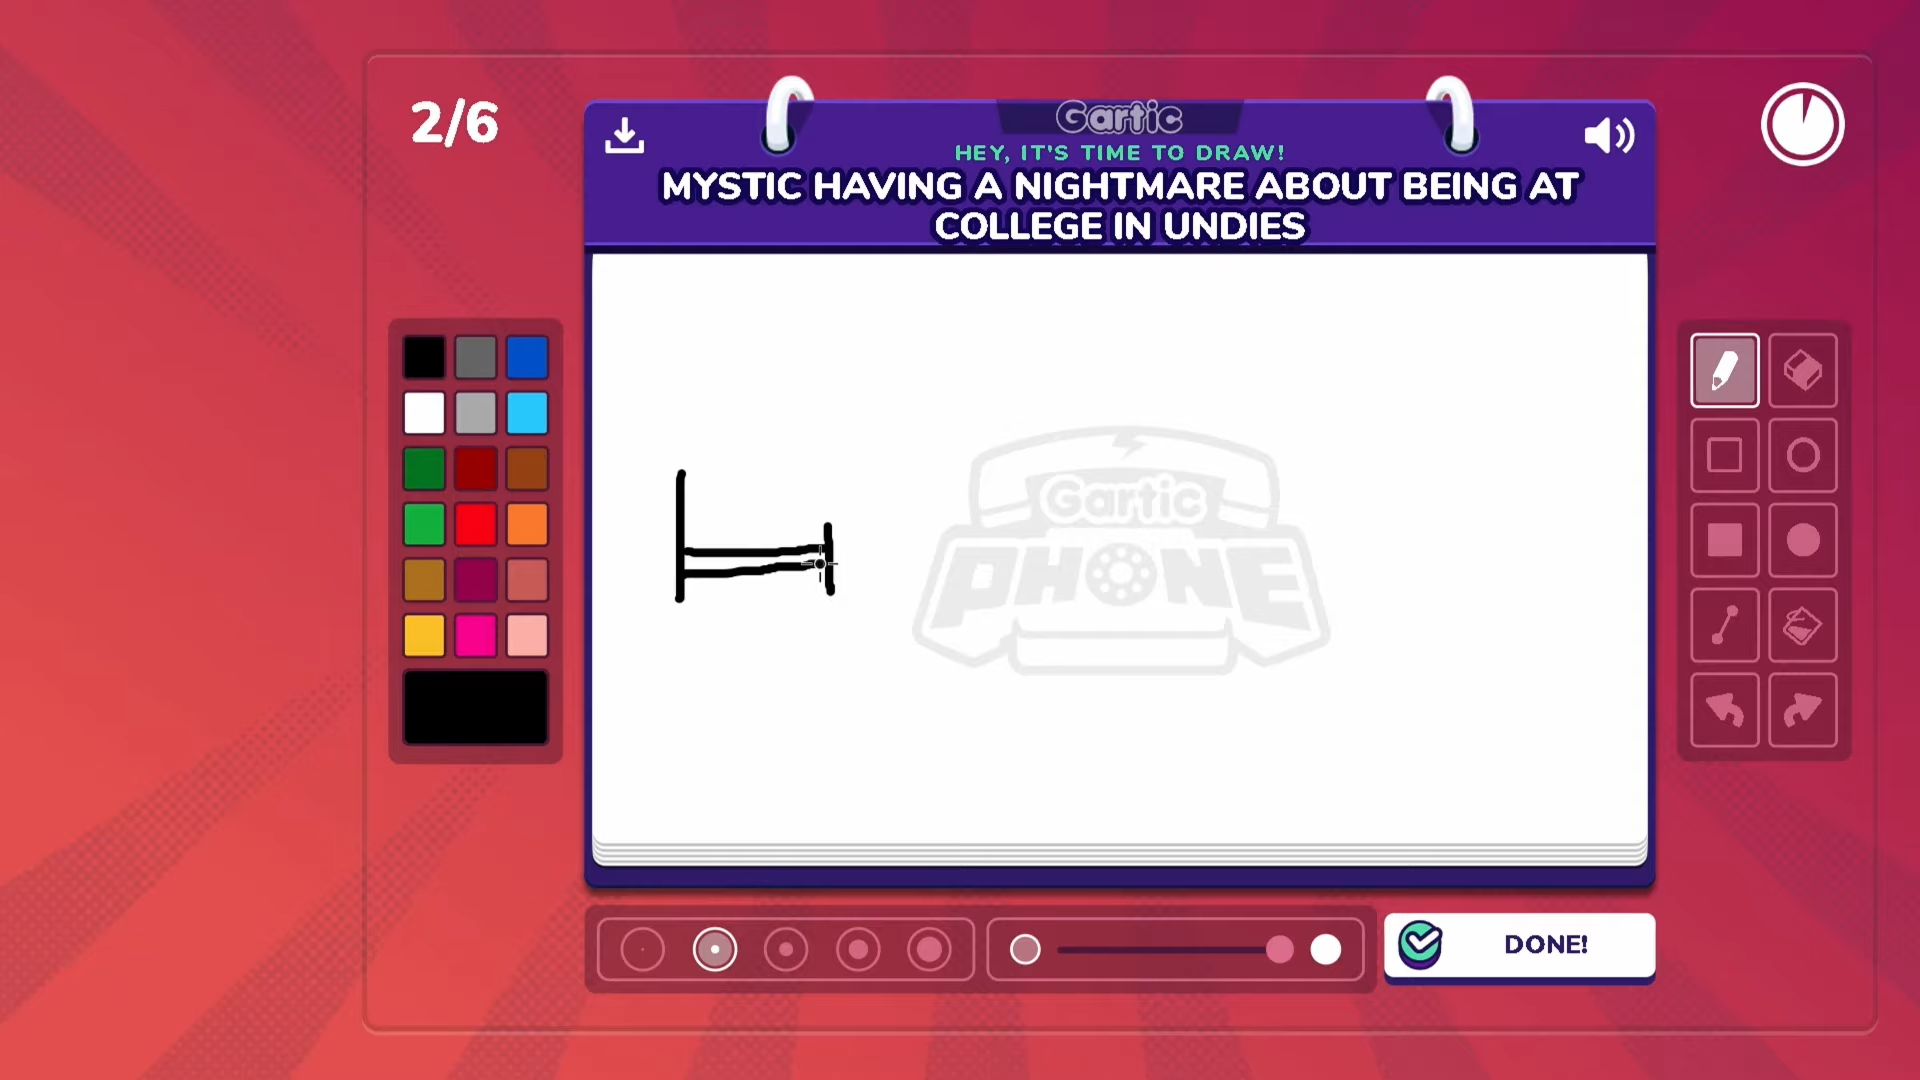 2/6
Gartic
HEY, IT'S TIME TO DRAW!
MYSTIC HAVING A NIGHTMARE ABOUT BEING AT
COLLEGE IN UNDIES
Gartic
PHONE
DONE!